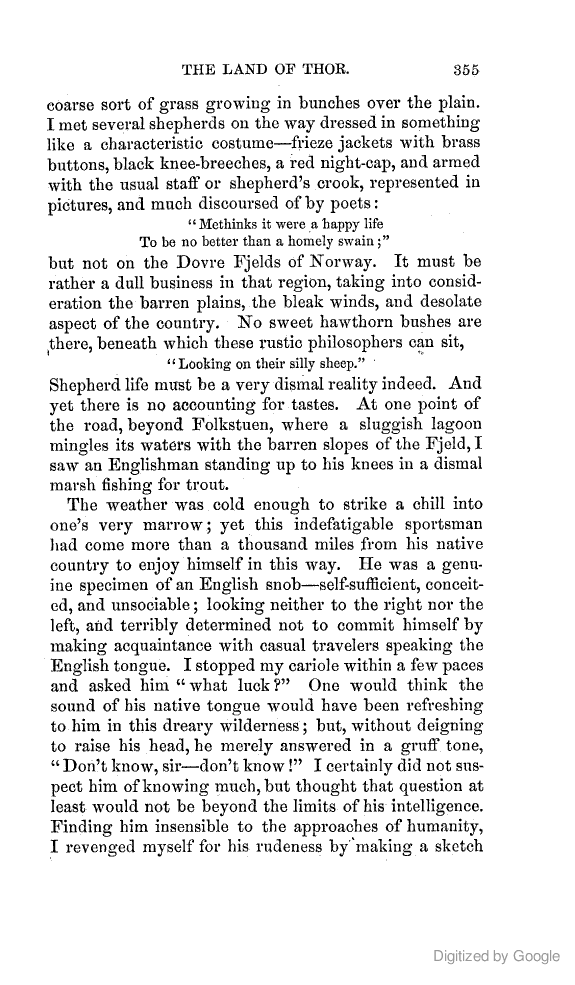 THE LAND OF THOR. 355
coarse sort of grass growing in bunches over the plain.
I met several shepherds on the way dressed in something
like a characteristic costume—frieze jackets with brass
buttons, black knee-breeches, a red night-cap, and armed
with the usual staff or shepherd's crook, represented in
pictures, and much discoursed of by poets:
"Methinks it were a happy life
To be no better than a homely swain;"
but not on the Dovre Fjelds of Norway. It must be
rather a dull business in that region, taking into consid-
eration the barren plains, the bleak winds, and desolate
aspect of the country. No sweet hawthorn bushes are
there, beneath which these rustic philosophers can sit,
"Looking on their silly sheep."
Shepherd life must be a very dismal reality indeed. And
yet there is no accounting for tastes. At one point of
the road, beyond Folkstuen, where a sluggish lagoon
mingles its waters with the barren slopes of the Fjeld, I
saw an Englishman standing up to his knees in a dismal
marsh fishing for trout.
The weather was cold enough to strike a chill into
one's very marrow; yet this indefatigable sportsman
had come more than a thousand miles from his native
country to enjoy himself in this way. He was a genu-
ine specimen of an English snob—self-sufficient, conceit-
ed, and unsociable; looking neither to the right nor the
left, and terribly determined not to commit himself by
making acquaintance with casual travelers speaking the
English tongue. I stopped my cariole within a few paces
and asked him "what luck?" One would think the
sound of his native tongue would have been refreshing
to him in this dreary wilderness; but, without deigning
to raise his head, he merely answered in a gruff tone,
"Don't know, sir—don't know!" I certainly did not sus-
pect him of knowing much, but thought that question at
least would not be beyond the limits of his intelligence.
Finding him insensible to the approaches of humanity,
I revenged myself for his rudeness by making a sketch
Digitized by Google